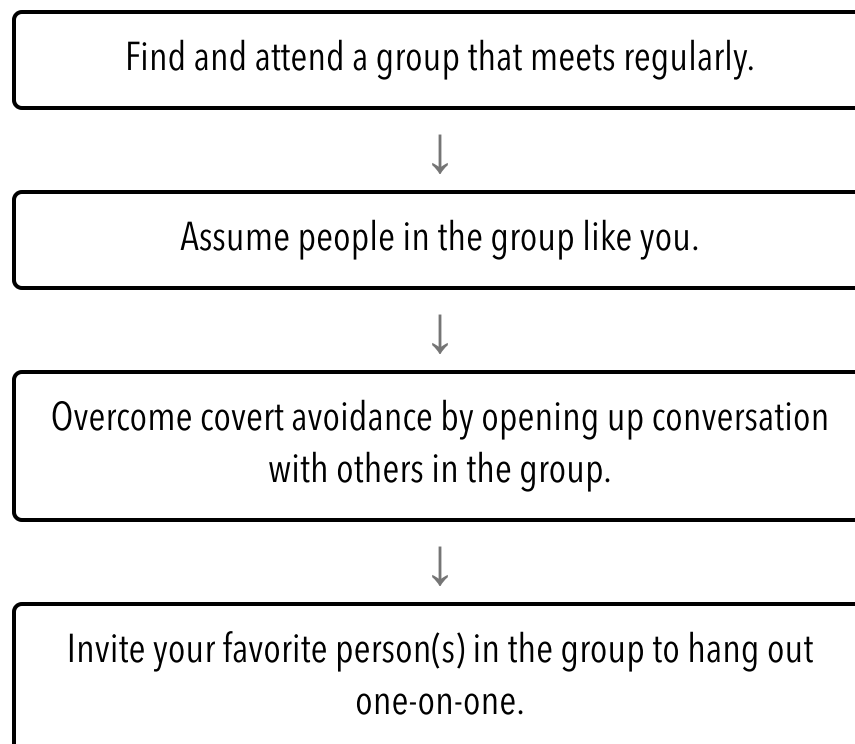 Find and attend a group that meets regularly.
↓
Assume people in the group like you.
↓
Overcome covert avoidance by opening up conversation
with others in the group.
↓
Invite your favorite person(s) in the group to hang out
one-on-one.